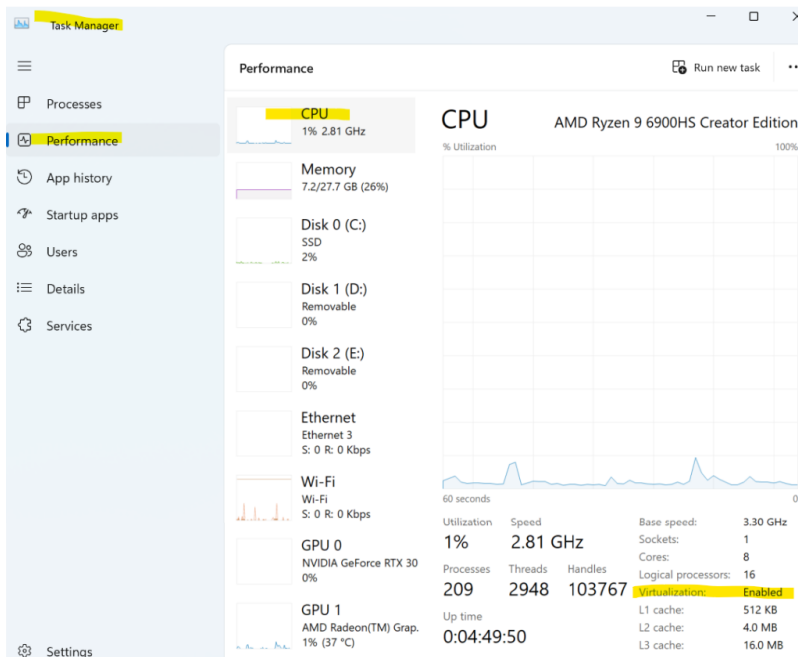 Task Manager
Performance
Run new task
Processes
Performance
App history
Startup apps
Users
Details
Services
Settings
CPU
1% 2.81 GHz
Memory
7.2/27.7 GB (26%)
Disk 0 (C:)
SSD
2%
Disk 1 (D:)
Removable
0%
Disk 2 (E:)
Removable
0%
Ethernet
Ethernet 3
S: 0 R: 0 Kbps
Wi-Fi
Wi-Fi
S: 0 R: 0 Kbps
GPU 0
NVIDIA GeForce RTX 30
0%
GPU 1
AMD Radeon(TM) Grap.
1% (37 °C)
CPU AMD Ryzen 9 6900HS Creator Edition
% Utilization 100%
60 seconds 0
Utilization Speed
1% 2.81 GHz
Processes Threads Handles
209 2948 103767
Up time
0:04:49:50
Base speed: 3.30 GHz
Sockets: 1
Cores: 8
Logical processors: 16
Virtualization: Enabled
L1 cache: 512 KB
L2 cache: 4.0 MB
L3 cache: 16.0 MB